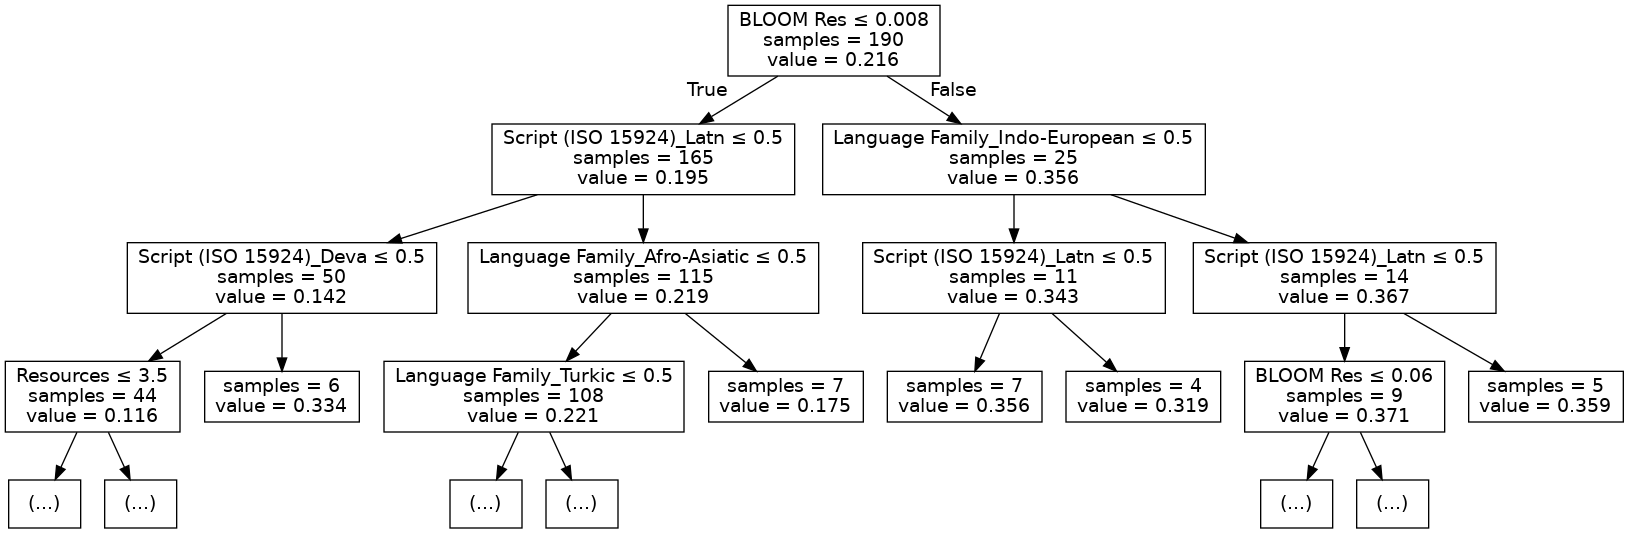 BLOOM Res ≤ 0.008
samples = 190
value = 0.216
True
False
Script (ISO 15924)_Latn ≤ 0.5
samples = 165
value = 0.195
Language Family_Indo-European ≤ 0.5
samples = 25
value = 0.356
Script (ISO 15924)_Deva ≤ 0.5
samples = 50
value = 0.142
Language Family_Afro-Asiatic ≤ 0.5
samples = 115
value = 0.219
Script (ISO 15924)_Latn ≤ 0.5
samples = 11
value = 0.343
Script (ISO 15924)_Latn ≤ 0.5
samples = 14
value = 0.367
Resources ≤ 3.5
samples = 44
value = 0.116
samples = 6
value = 0.334
Language Family_Turkic ≤ 0.5
samples = 108
value = 0.221
samples = 7
value = 0.175
samples = 7
value = 0.356
samples = 4
value = 0.319
BLOOM Res ≤ 0.06
samples = 9
value = 0.371
samples = 5
value = 0.359
(...)
(...)
(...)
(...)
(...)
(...)